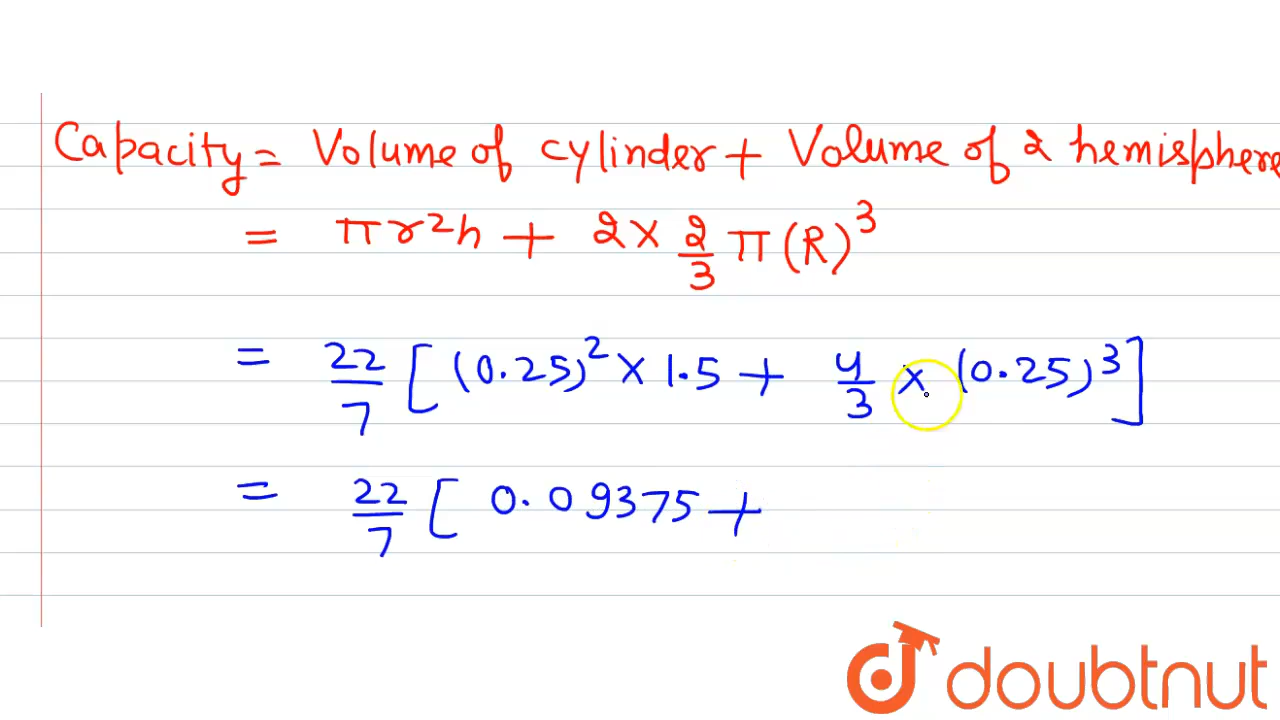 Capacity = Volume of cylinder + Volume of 2 hemisphere
= πr²h + 2 × 2/3 π (R)³
= 22/7 [ (0.25)² × 1.5 + 4/3 × (0.25)³ ]
= 22/7 [ 0.09375 +
doubtnut